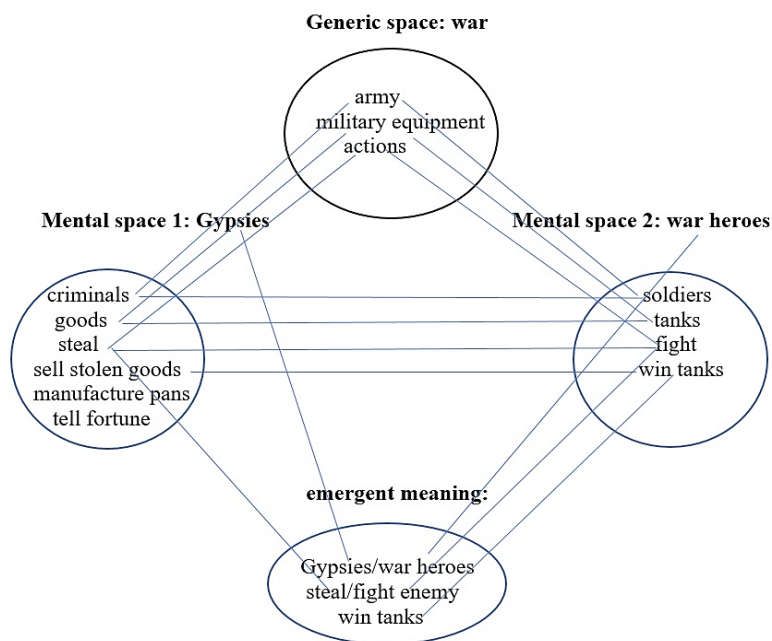 Generic space: war
army
military equipment
actions
Mental space 1: Gypsies
Mental space 2: war heroes
criminals
goods
steal
sell stolen goods
manufacture pans
tell fortune
soldiers
tanks
fight
win tanks
emergent meaning:
Gypsies/war heroes
steal/fight enemy
win tanks